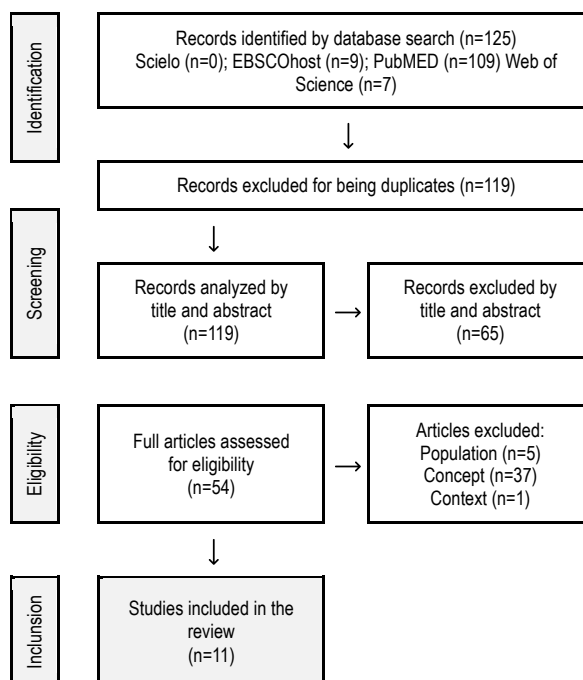 Identification
Records identified by database search (n=125)
Scielo (n=0); EBSCOhost (n=9); PubMED (n=109) Web of
Science (n=7)
↓
Records excluded for being duplicates (n=119)
↓
Screening
Records analyzed by
title and abstract
(n=119)
→
Records excluded by
title and abstract
(n=65)
Eligibility
Full articles assessed
for eligibility
(n=54)
→
Articles excluded:
Population (n=5)
Concept (n=37)
Context (n=1)
↓
Inclunsion
Studies included in the
review
(n=11)